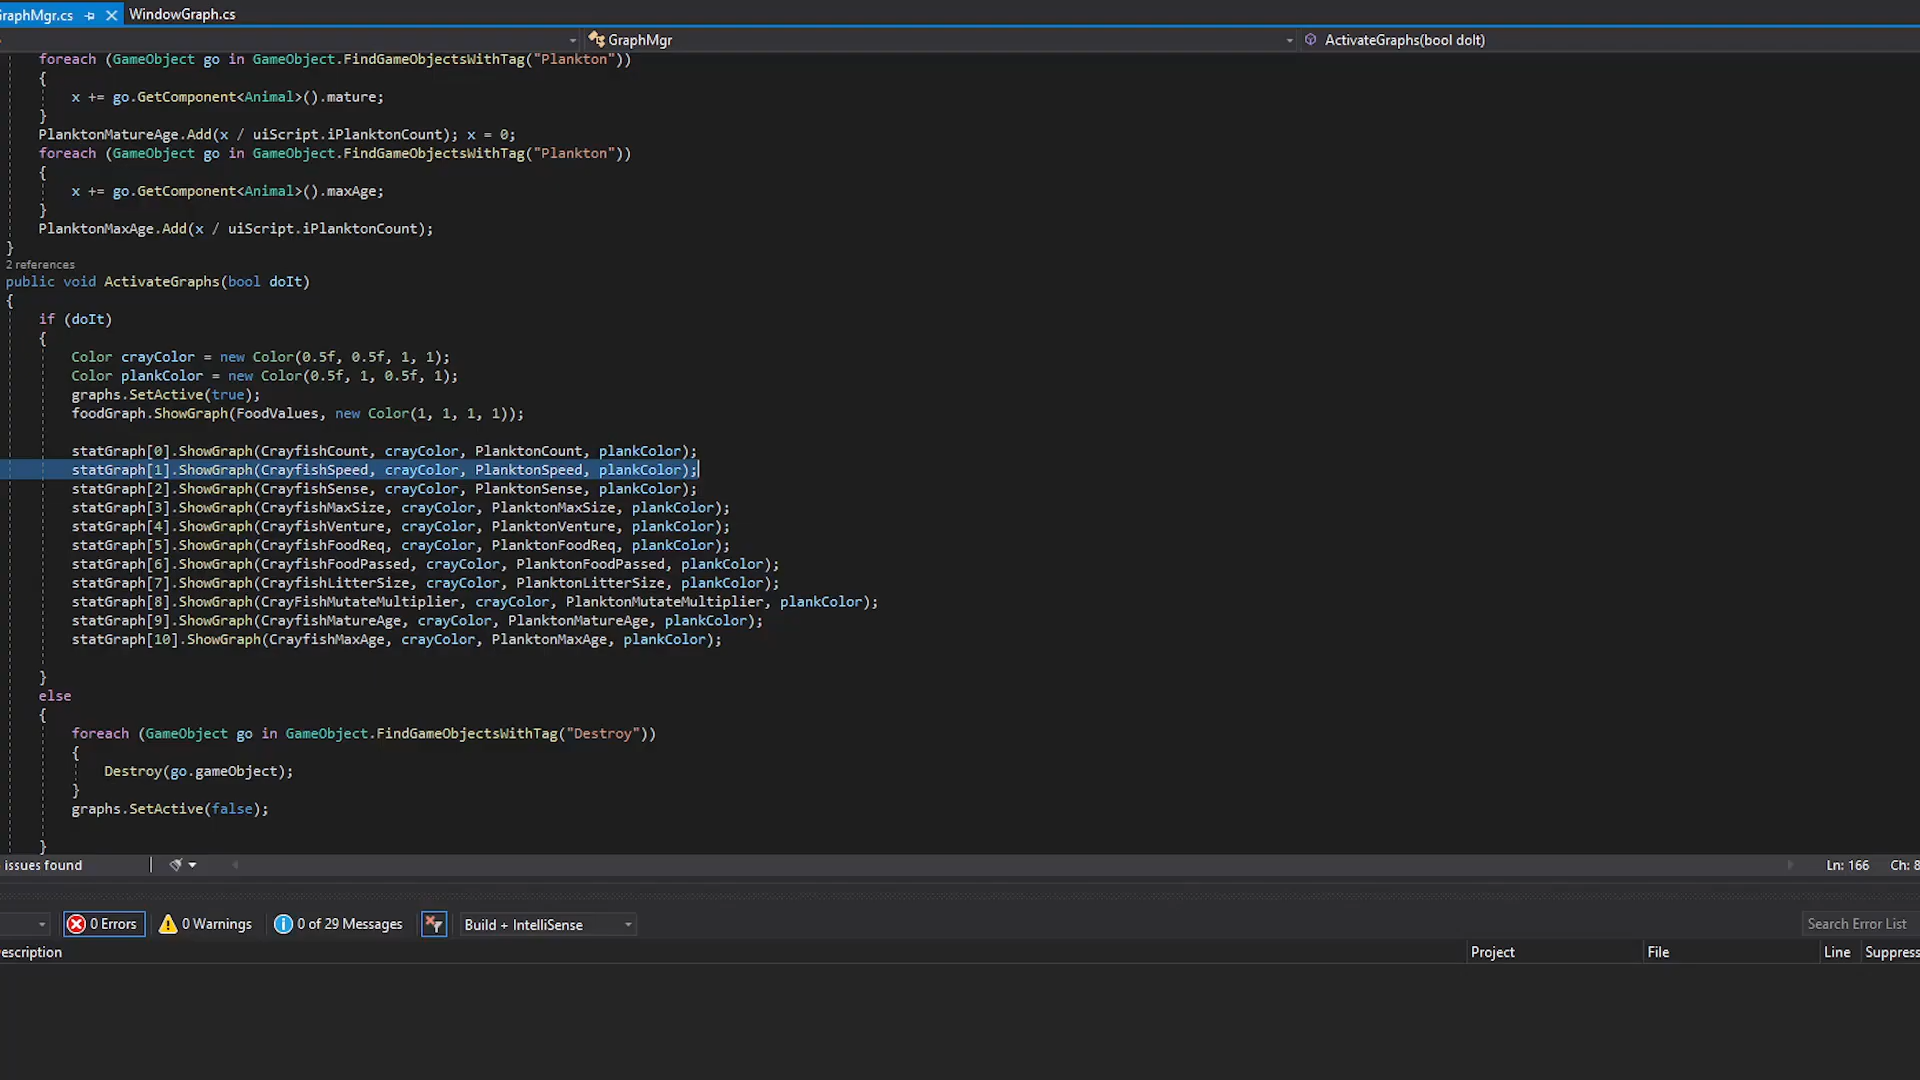 GraphMgr.cs
WindowGraph.cs
GraphMgr
ActivateGraphs(bool doIt)
foreach (GameObject go in GameObject.FindGameObjectsWithTag("Plankton"))
{
x += go.GetComponent<Animal>().mature;
}
PlanktonMatureAge.Add(x / uiScript.iPlanktonCount); x = 0;
foreach (GameObject go in GameObject.FindGameObjectsWithTag("Plankton"))
{
x += go.GetComponent<Animal>().maxAge;
}
PlanktonMaxAge.Add(x / uiScript.iPlanktonCount);
}
2 references
public void ActivateGraphs(bool doIt)
{
if (doIt)
{
Color crayColor = new Color(0.5f, 0.5f, 1, 1);
Color plankColor = new Color(0.5f, 1, 0.5f, 1);
graphs.SetActive(true);
foodGraph.ShowGraph(FoodValues, new Color(1, 1, 1, 1));
statGraph[0].ShowGraph(CrayfishCount, crayColor, PlanktonCount, plankColor);
statGraph[1].ShowGraph(CrayfishSpeed, crayColor, PlanktonSpeed, plankColor);
statGraph[2].ShowGraph(CrayfishSense, crayColor, PlanktonSense, plankColor);
statGraph[3].ShowGraph(CrayfishMaxSize, crayColor, PlanktonMaxSize, plankColor);
statGraph[4].ShowGraph(CrayfishVenture, crayColor, PlanktonVenture, plankColor);
statGraph[5].ShowGraph(CrayfishFoodReq, crayColor, PlanktonFoodReq, plankColor);
statGraph[6].ShowGraph(CrayfishFoodPassed, crayColor, PlanktonFoodPassed, plankColor);
statGraph[7].ShowGraph(CrayfishLitterSize, crayColor, PlanktonLitterSize, plankColor);
statGraph[8].ShowGraph(CrayFishMutateMultiplier, crayColor, PlanktonMutateMultiplier, plankColor);
statGraph[9].ShowGraph(CrayfishMatureAge, crayColor, PlanktonMatureAge, plankColor);
statGraph[10].ShowGraph(CrayfishMaxAge, crayColor, PlanktonMaxAge, plankColor);
}
else
{
foreach (GameObject go in GameObject.FindGameObjectsWithTag("Destroy"))
{
Destroy(go.gameObject);
}
graphs.SetActive(false);
}
issues found
Ln: 166 Ch: 8
0 Errors
0 Warnings
0 of 29 Messages
Build + IntelliSense
Search Error List
escription
Project
File
Line
Suppress